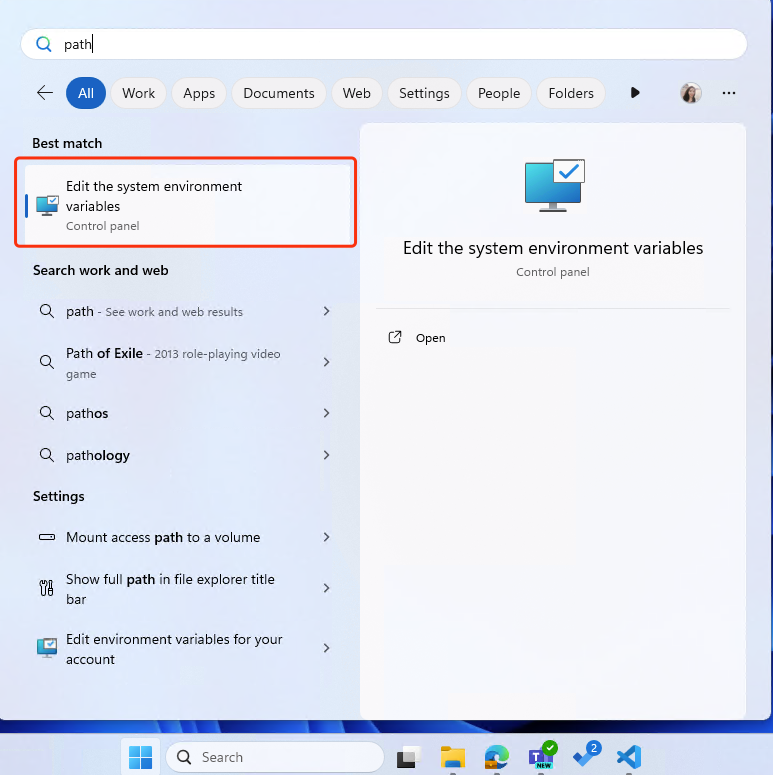 path
All
Work
Apps
Documents
Web
Settings
People
Folders
Best match
Edit the system environment
variables
Control panel
Search work and web
path - See work and web results
Path of Exile - 2013 role-playing video
game
pathos
pathology
Settings
Mount access path to a volume
Show full path in file explorer title
bar
Edit environment variables for your
account
Edit the system environment variables
Control panel
Open
Search
T
NEW
2